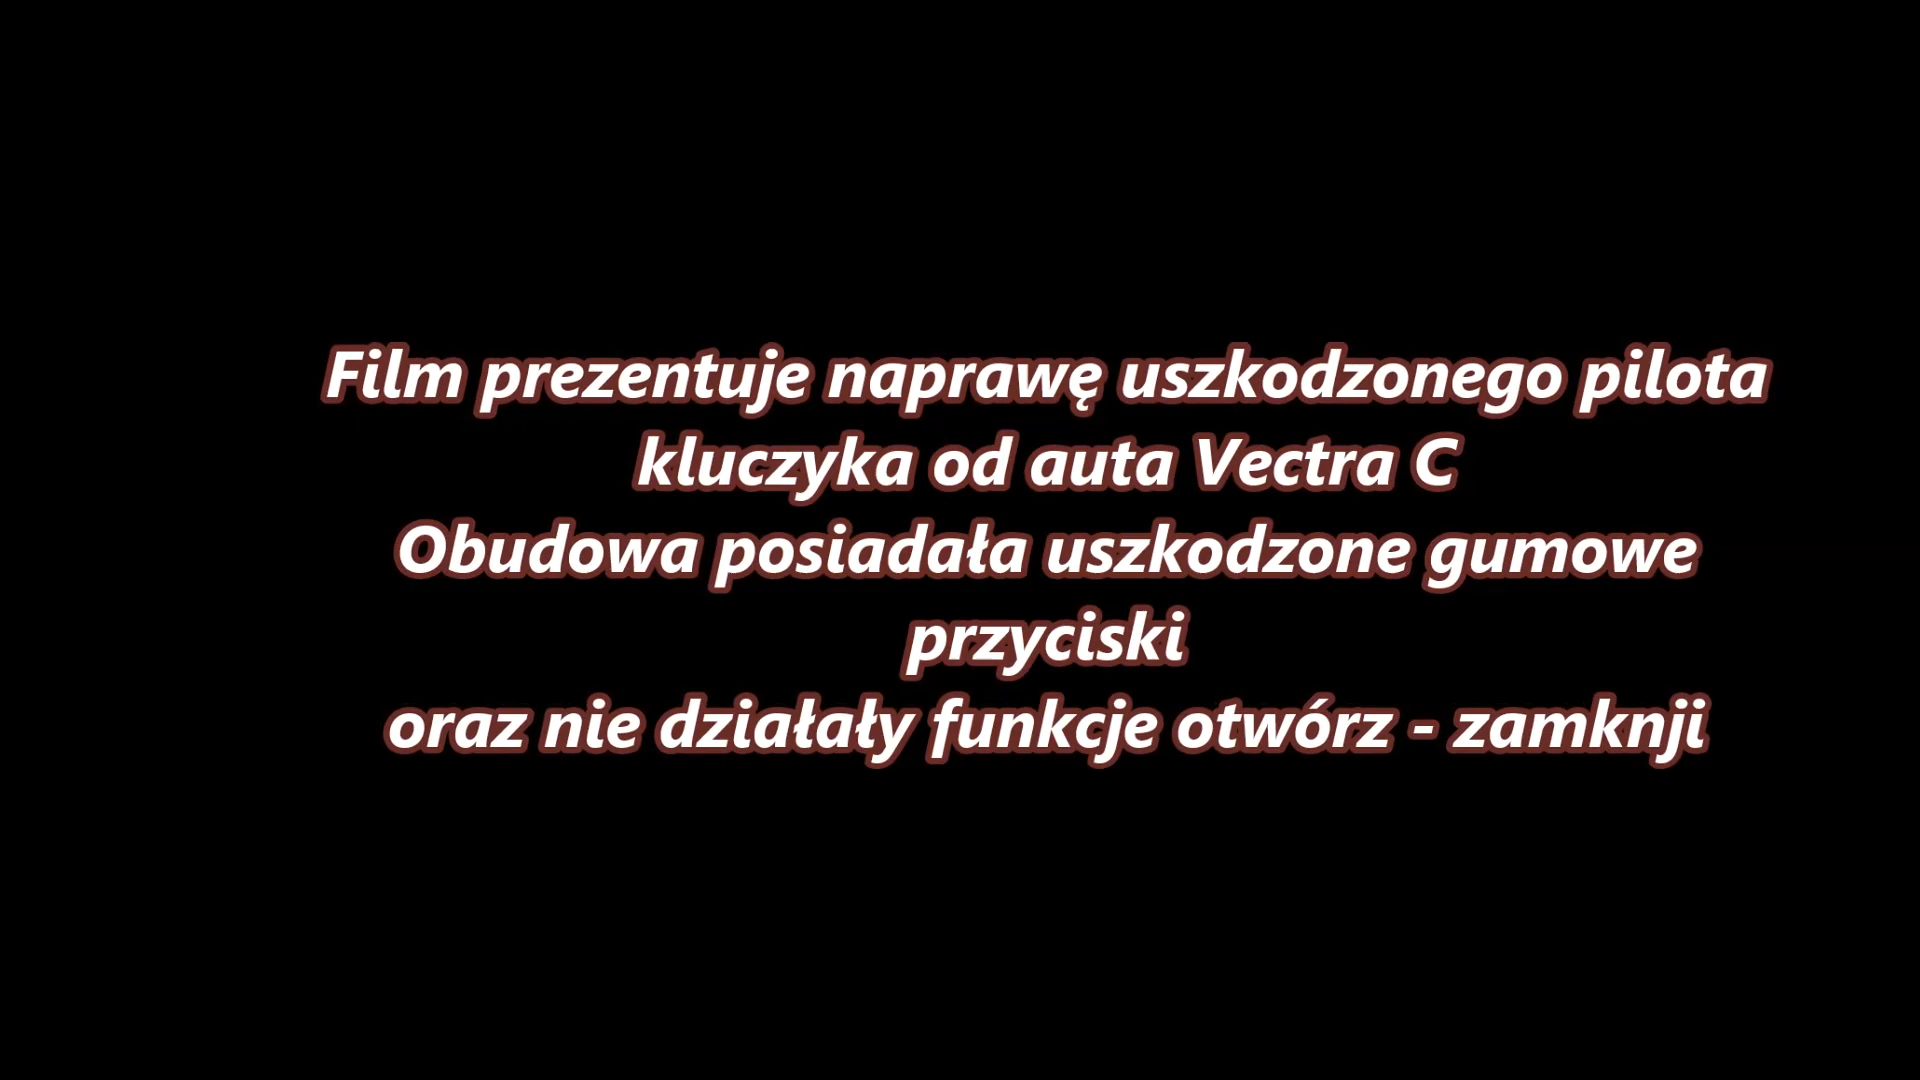 Film prezentuje naprawę uszkodzonego pilota
kluczyka od auta Vectra C
Obudowa posiadała uszkodzone gumowe
przyciski
oraz nie działały funkcje otwórz - zamknji